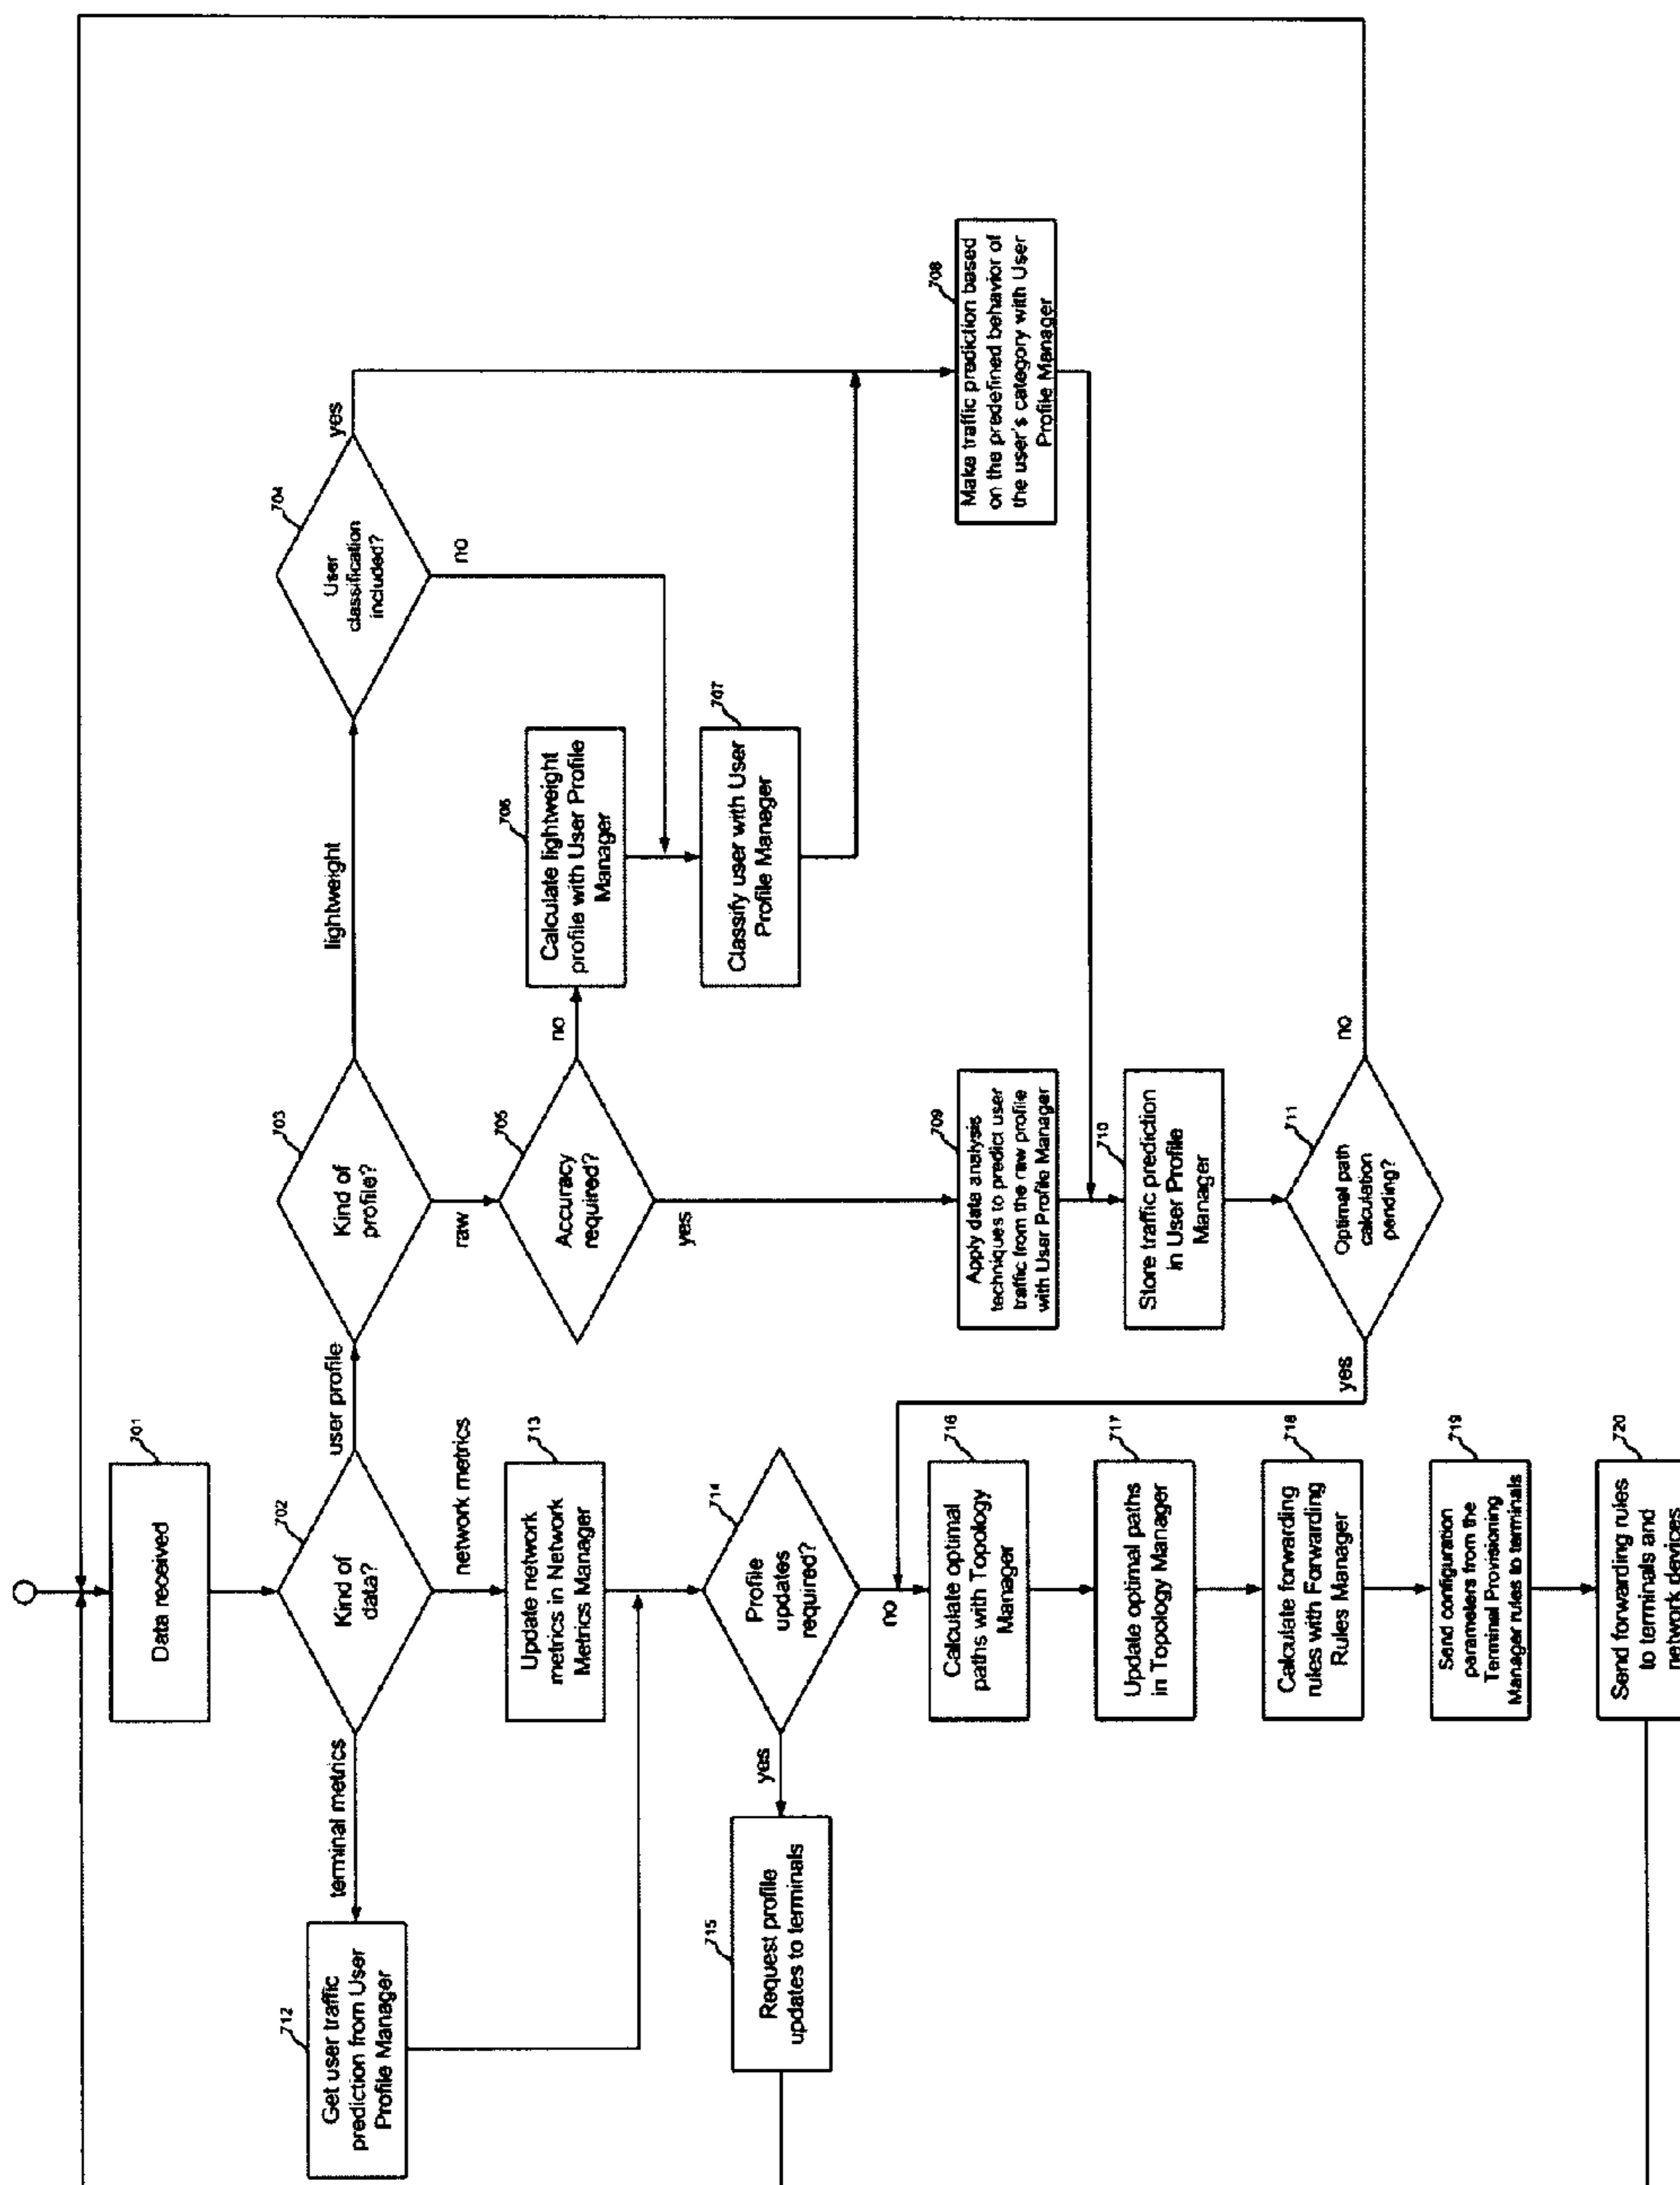 701
Data received
702
Kind of
data?
user profile
terminal metrics
network metrics
703
Kind of
profile?
lightweight
raw
704
User
classification
included?
yes
no
705
Accuracy
required?
no
yes
706
Calculate lightweight
profile with User Profile
Manager
707
Classify user with User
Profile Manager
708
Make traffic prediction based
on the predefined behavior of
the user's category with User
Profile Manager
709
Apply data analysis
techniques to predict user
traffic from the raw profile
with User Profile Manager
710
Store traffic prediction
in User Profile
Manager
711
Optimal path
calculation
pending?
no
yes
712
Get user traffic
prediction from User
Profile Manager
713
Update network
metrics in Network
Metrics Manager
714
Profile
updates
required?
yes
no
715
Request profile
updates to terminals
716
Calculate optimal
paths with Topology
Manager
717
Update optimal paths
in Topology Manager
718
Calculate forwarding
rules with Forwarding
Rules Manager
719
Send configuration
parameters from the
Terminal Provisioning
Manager rules to terminals
720
Send forwarding rules
to terminals and
network devices